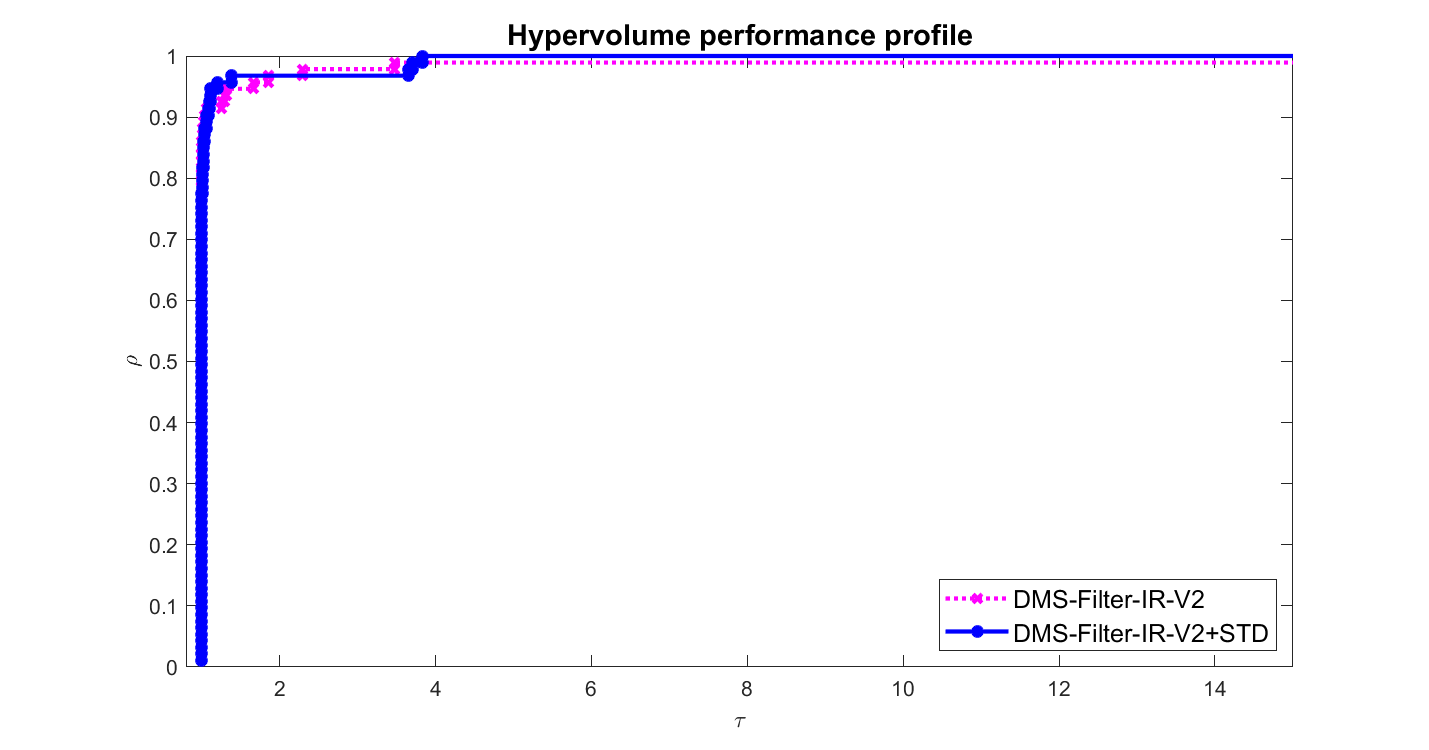 Hypervolume performance profile
1
0.9
0.8
0.7
0.6
0.5
0.4
0.3
0.2
0.1
0
ρ
2 4 6 8 10 12 14
τ
DMS-Filter-IR-V2
DMS-Filter-IR-V2+STD